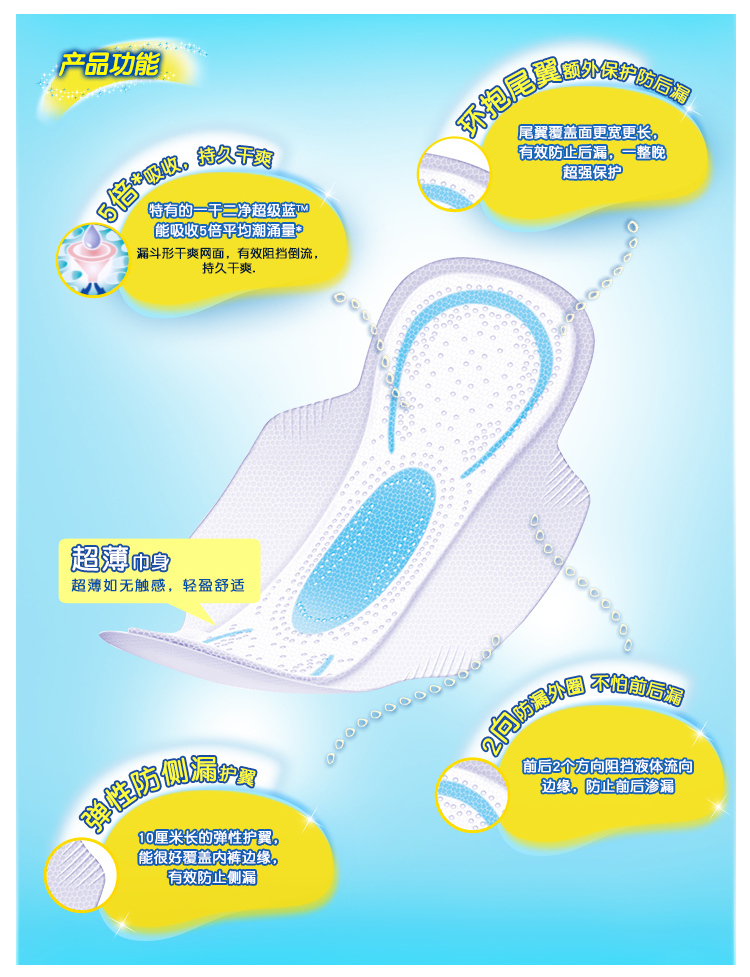 产品功能
环抱尾翼额外保护防后漏
尾翼覆盖面更宽更长,
有效防止后漏,一整晚
超强保护
5倍*吸收,持久干爽
特有的一干二净超级蓝™
能吸收5倍平均潮涌量*
漏斗形干爽网面,有效阻挡倒流,
持久干爽.
超薄巾身
超薄如无触感,轻盈舒适
2向防漏外圈 不怕前后漏
前后2个方向阻挡液体流向
边缘,防止前后渗漏
弹性防侧漏护翼
10厘米长的弹性护翼,
能很好覆盖内裤边缘,
有效防止侧漏